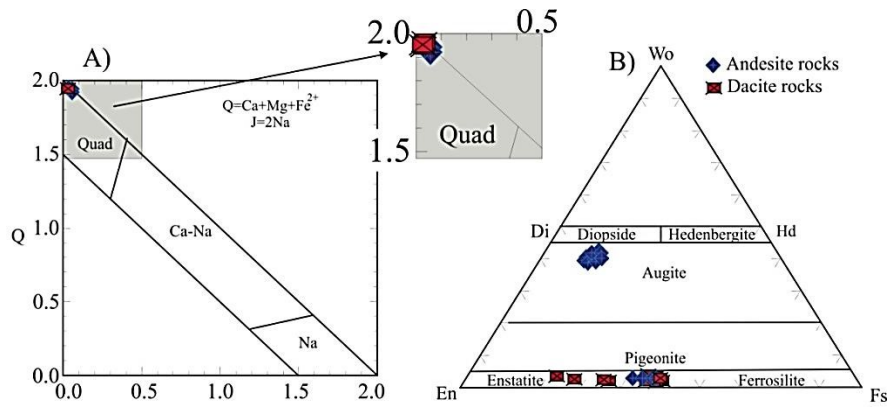 A)
2.0
Q=Ca+Mg+Fe2+
J=2Na
Quad
1.5
Ca-Na
1.0
Q
0.5
Na
0.0
0.0 0.5 1.0 1.5 2.0
2.0 0.5
Quad
1.5
B)
Wo
Andesite rocks
Dacite rocks
Di Diopside Hedenbergite Hd
Augite
Pigeonite
Enstatite Ferrosilite
En Fs